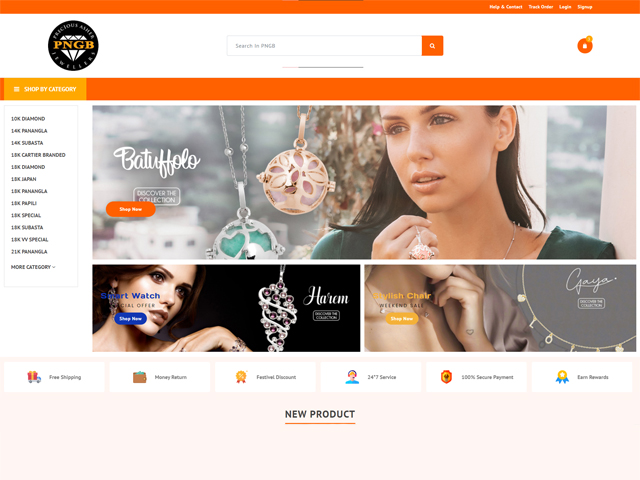 Help & Contact Track Order Login Signup
PRECIOUS ASHER
PNGB
JEWELLERS
Search In PNGB
SHOP BY CATEGORY
10K DIAMOND
14K PANANGLA
14K SUBASTA
18K CARTIER BRANDED
18K DIAMOND
18K JAPAN
18K PANANGLA
18K PAPILI
18K SPECIAL
18K SUBASTA
18K VV SPECIAL
21K PANANGLA
MORE CATEGORY
Batuffolo
DISCOVER THE
COLLECTION
Shop Now
Smart Watch
SPECIAL OFFER
Shop Now
Harem
DISCOVER THE
COLLECTION
Stylish Chair
WEEKEND SALE
Shop Now
Gaya
DISCOVER THE
COLLECTION
Free Shipping
Money Return
Festivel Discount
24*7 Service
100% Secure Payment
Earn Rewards
NEW PRODUCT